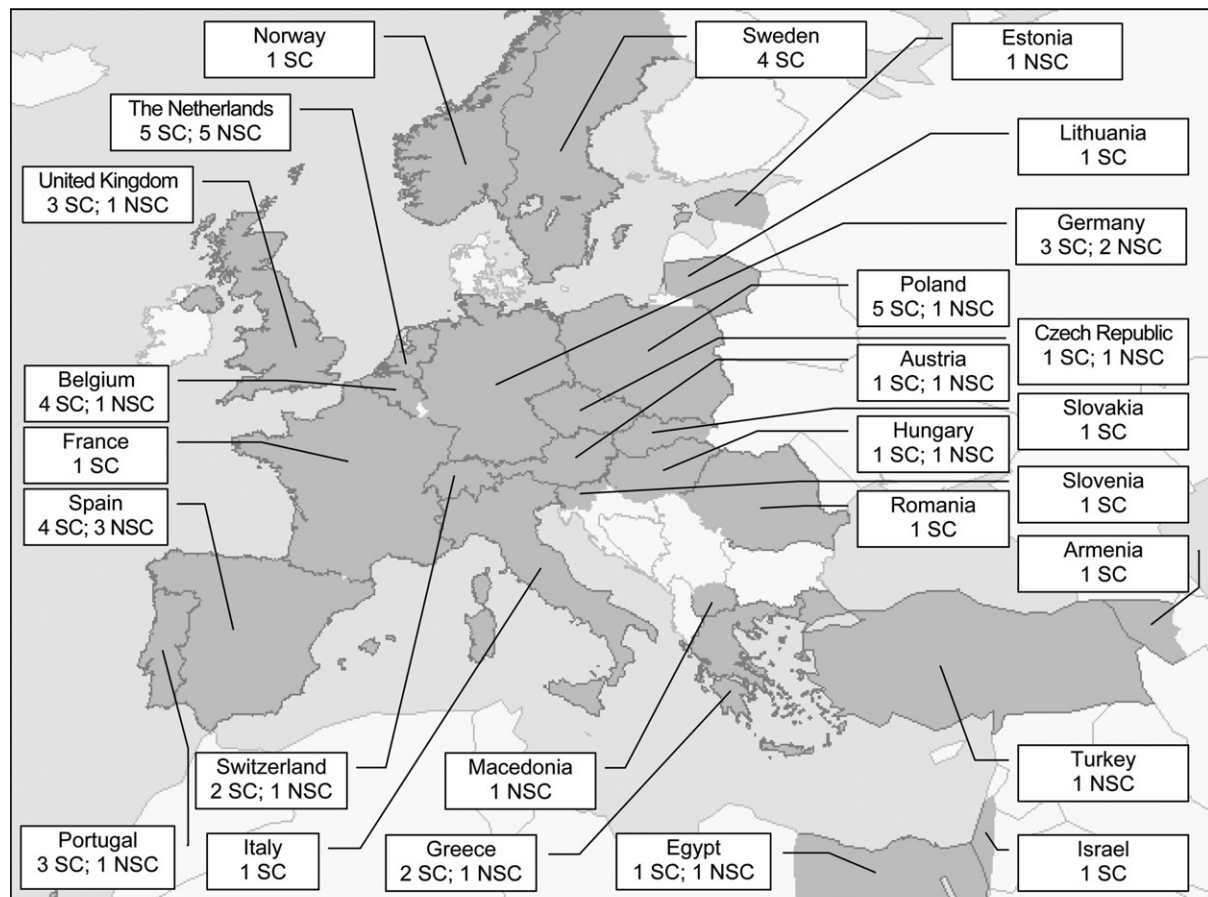 Norway
1 SC
Sweden
4 SC
Estonia
1 NSC
The Netherlands
5 SC; 5 NSC
Lithuania
1 SC
United Kingdom
3 SC; 1 NSC
Germany
3 SC; 2 NSC
Poland
5 SC; 1 NSC
Czech Republic
1 SC; 1 NSC
Austria
1 SC; 1 NSC
Belgium
4 SC; 1 NSC
Slovakia
1 SC
Hungary
1 SC; 1 NSC
France
1 SC
Slovenia
1 SC
Spain
4 SC; 3 NSC
Romania
1 SC
Armenia
1 SC
Switzerland
2 SC; 1 NSC
Macedonia
1 NSC
Turkey
1 NSC
Portugal
3 SC; 1 NSC
Italy
1 SC
Greece
2 SC; 1 NSC
Egypt
1 SC; 1 NSC
Israel
1 SC